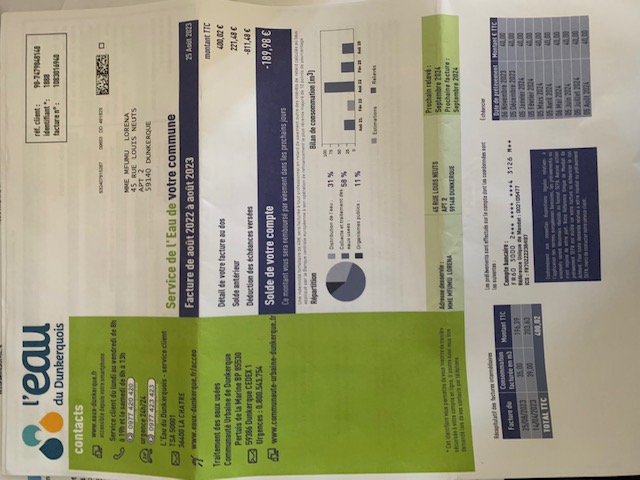 l'eau
du Dunkerquois
réf. client : 98-7479848148
identifiant * : 1888
facture n° : 1083016940
contacts
www.eaux-dunkerque.fr
accessible depuis votre smartphone
Service client du lundi au vendredi de 8h
à 19h et le samedi de 8h à 13h
0977 420 420
urgence 24h/24
0977 423 423
L'Eau du Dunkerquois - service client
TSA 50001
36400 LA CHATRE
www.eaux-dunkerque.fr/acceo
Traitement des eaux usées
Communauté Urbaine de Dunkerque
Pertuis de la Marine BP 85530
59386 Dunkerque CEDEX 1
Urgences : 0.800.543.754
www.communaute-urbaine-dunkerque.fr
MME MFUMU LORENA
45 RUE LOUIS NEUTS
APT 2
59140 DUNKERQUE
Service de l'Eau de votre commune
Facture de août 2022 à août 2023
25 Août 2023
montant TTC
Détail de votre facture au dos 400,02 €
Solde antérieur 221,48 €
Déduction des échéances versées -811,48 €
Solde de votre compte -189,98 €
Ce montant vous sera remboursé par virement dans les prochains jours
Répartition
Distribution de l'eau : 31 %
Collecte et traitement des
eaux usées : 58 %
Organismes publics : 11 %
Bilan de consommation (m³)
100
75
50
25
0
Aoû 21 Fév 22 Aoû 22 Fév 23 Aoû 23
Estimations Relevés
Adresse desservie :
MME MFUMU LORENA
45 RUE LOUIS NEUTS
APT 2
59140 DUNKERQUE
Prochain relevé :
Septembre 2024
Prochaine facture :
Septembre 2024
Récapitulatif des factures intermédiaires
Facture du Consommation facturée en m3 Montant TTC
25/08/2023 35,00 196,39
14/04/2023 39,00 203,63
TOTAL TTC 400,02
Les prélèvements sont effectués sur le compte dont les coordonnées sont
les suivantes :
Compte bancaire :
FR60 3000 2*** **** ***4 3126 M**
Référence Unique de Mandat : 002105477
Échéancier
Date de prélèvement Montant € TTC
06 Novembre 2023 40,00
05 Décembre 2023 40,00
05 Janvier 2024 40,00
05 Février 2024 40,00
05 Mars 2024 40,00
05 Avril 2024 40,00
06 Mai 2024 40,00
05 Juin 2024 40,00
05 Juillet 2024 40,00
05 Août 2024 40,00